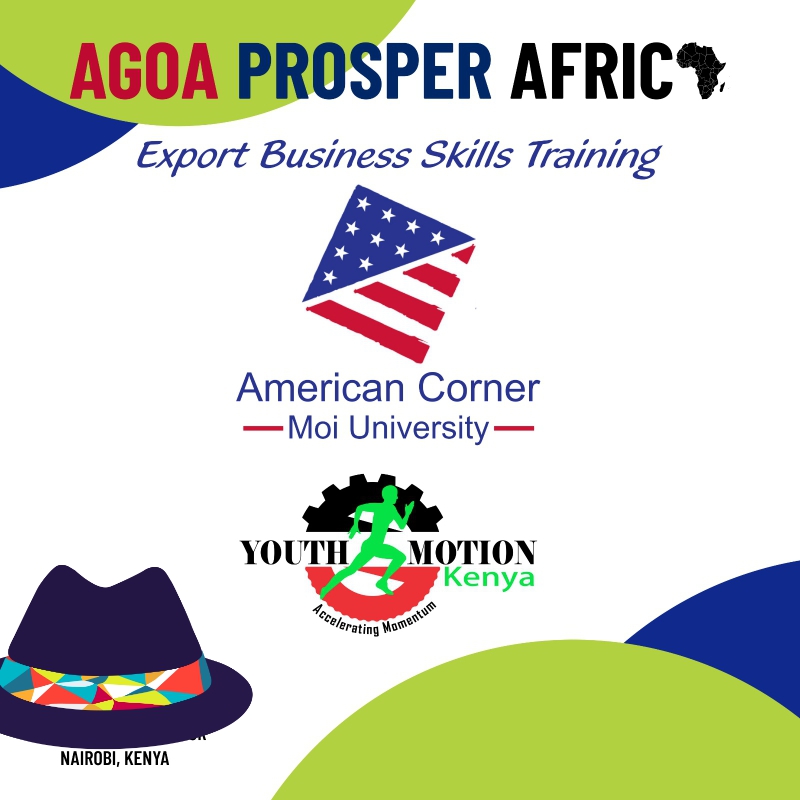 AGOA PROSPER AFRIC
Export Business Skills Training
American Corner
Moi University
YOUTH MOTION
Kenya
Accelerating Momentum
NAIROBI, KENYA